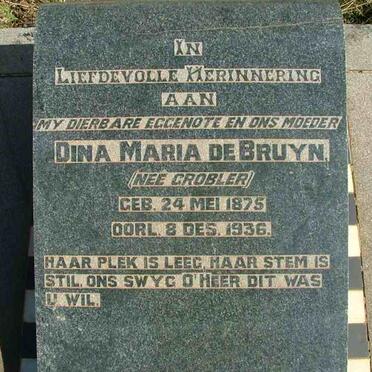 IN
LIEFDEVOLLE HERINNERING
AAN
MY DIERBARE EGGENOTE EN ONS MOEDER
DINA MARIA DE BRUYN.
(NEE GROBLER)
GEB. 24 MEI 1875
OORL. 8 DES. 1936.
HAAR PLEK IS LEEG, HAAR STEM IS
STIL. ONS SWYG O' HEER DIT WAS
U WIL.